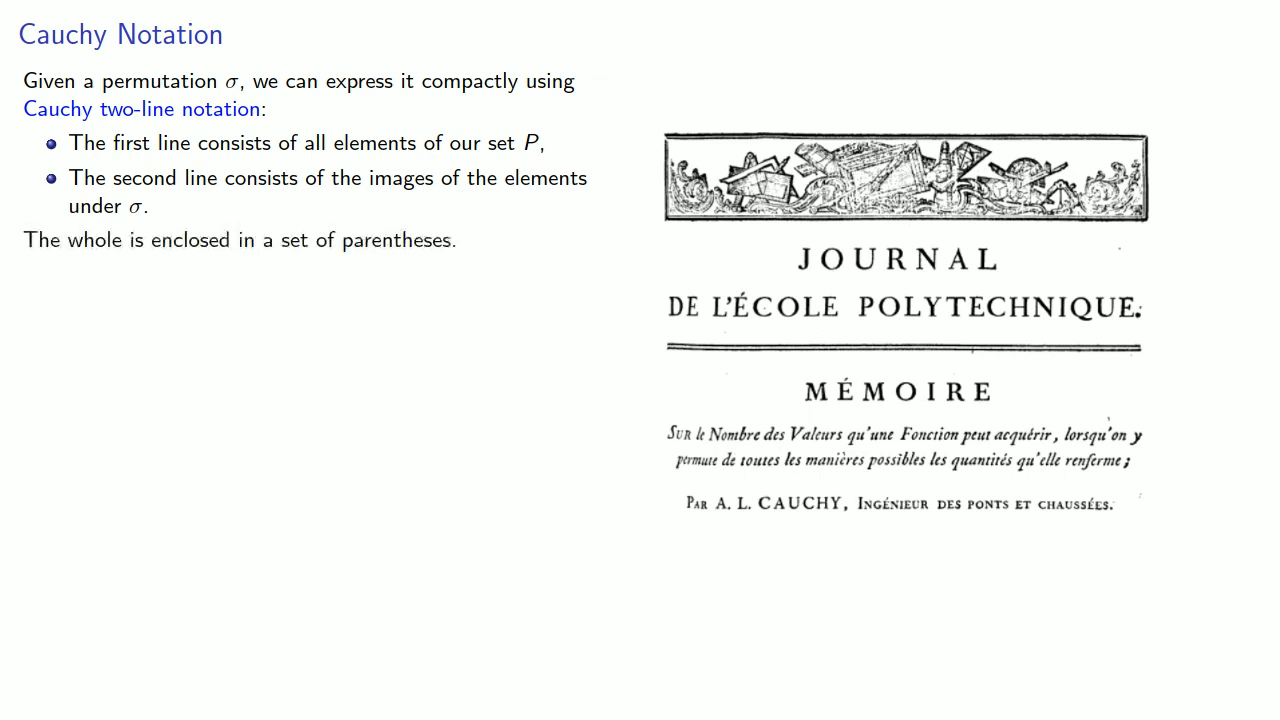 Cauchy Notation
Given a permutation σ, we can express it compactly using
Cauchy two-line notation:
The first line consists of all elements of our set P,
The second line consists of the images of the elements
under σ.
The whole is enclosed in a set of parentheses.
JOURNAL
DE L'ÉCOLE POLYTECHNIQUE.
MÉMOIRE
SUR le Nombre des Valeurs qu'une Fonction peut acquérir, lorsqu'on y
permute de toutes les manières possibles les quantités qu'elle renferme;
PAR A. L. CAUCHY, INGÉNIEUR DES PONTS ET CHAUSSÉES.